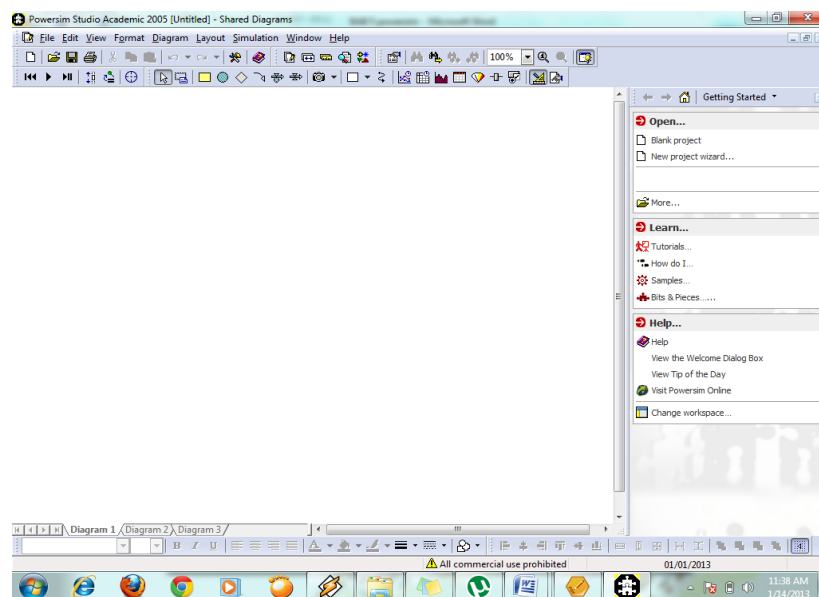 Powersim Studio Academic 2005 [Untitled] - Shared Diagrams
File Edit View Format Diagram Layout Simulation Window Help
100%
Getting Started
Open...
Blank project
New project wizard...
More...
Learn...
Tutorials...
How do I...
Samples...
Bits & Pieces......
Help...
Help
View the Welcome Dialog Box
View Tip of the Day
Visit Powersim Online
Change workspace...
Diagram 1 Diagram 2 Diagram 3
B I U A
All commercial use prohibited 01/01/2013
11:38 AM
1/14/2013